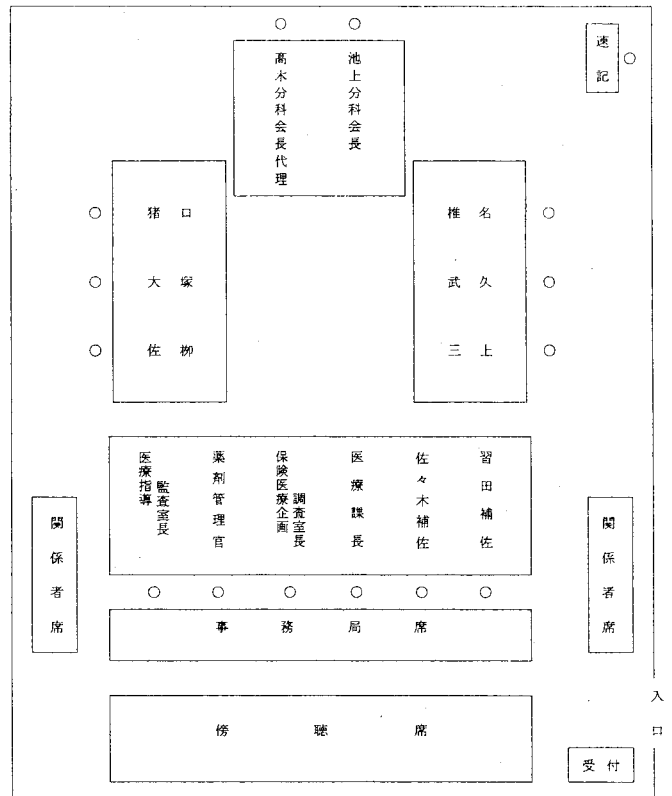 速記
高木分科会長代理
池上分科会長
猪口
椎名
大塚
武久
佐柳
三上
医療指導
監査室長
薬剤管理官
保険医療企画
調査室長
医療課長
佐々木補佐
習田補佐
関係者席
関係者席
事務局席
傍聴席
入口
受付